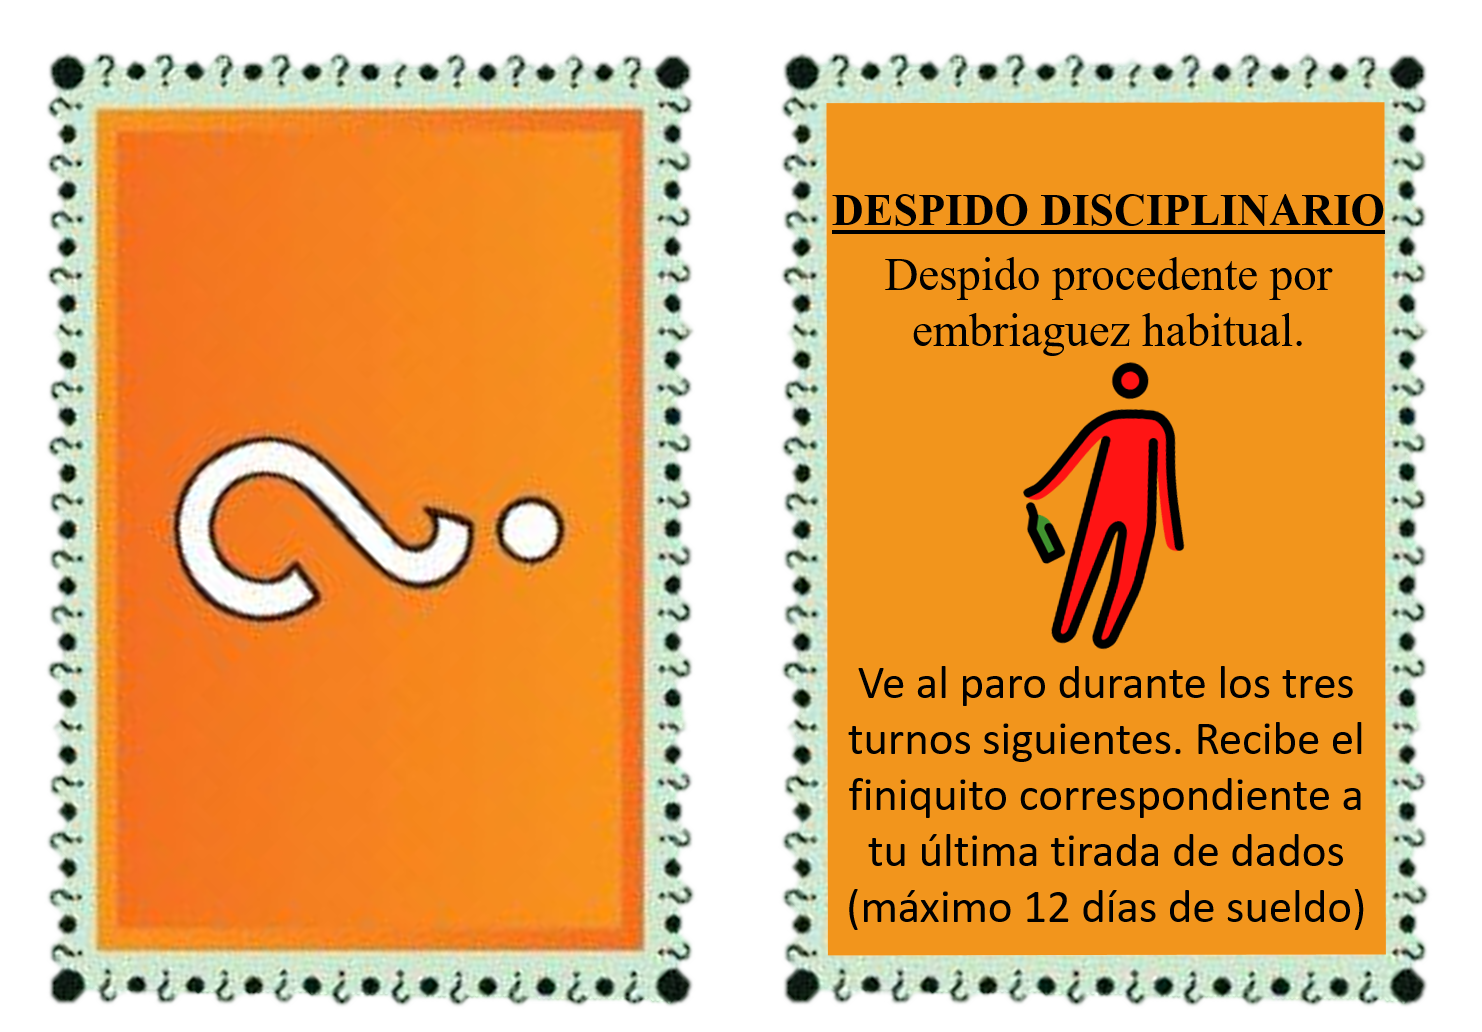 ?
DESPIDO DISCIPLINARIO
Despido procedente por
embriaguez habitual.
Ve al paro durante los tres
turnos siguientes. Recibe el
finiquito correspondiente a
tu última tirada de dados
(máximo 12 días de sueldo)